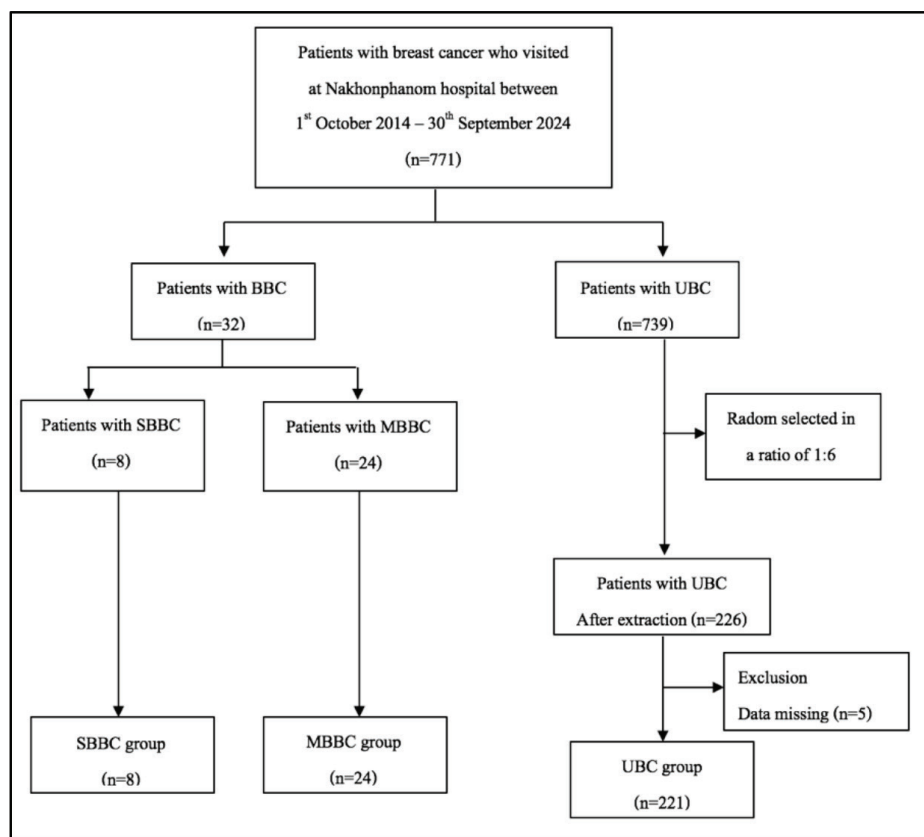 Patients with breast cancer who visited
at Nakhonphanom hospital between
1st October 2014 – 30th September 2024
(n=771)
Patients with BBC
(n=32)
Patients with UBC
(n=739)
Patients with SBBC
(n=8)
Patients with MBBC
(n=24)
Radom selected in
a ratio of 1:6
Patients with UBC
After extraction (n=226)
Exclusion
Data missing (n=5)
SBBC group
(n=8)
MBBC group
(n=24)
UBC group
(n=221)